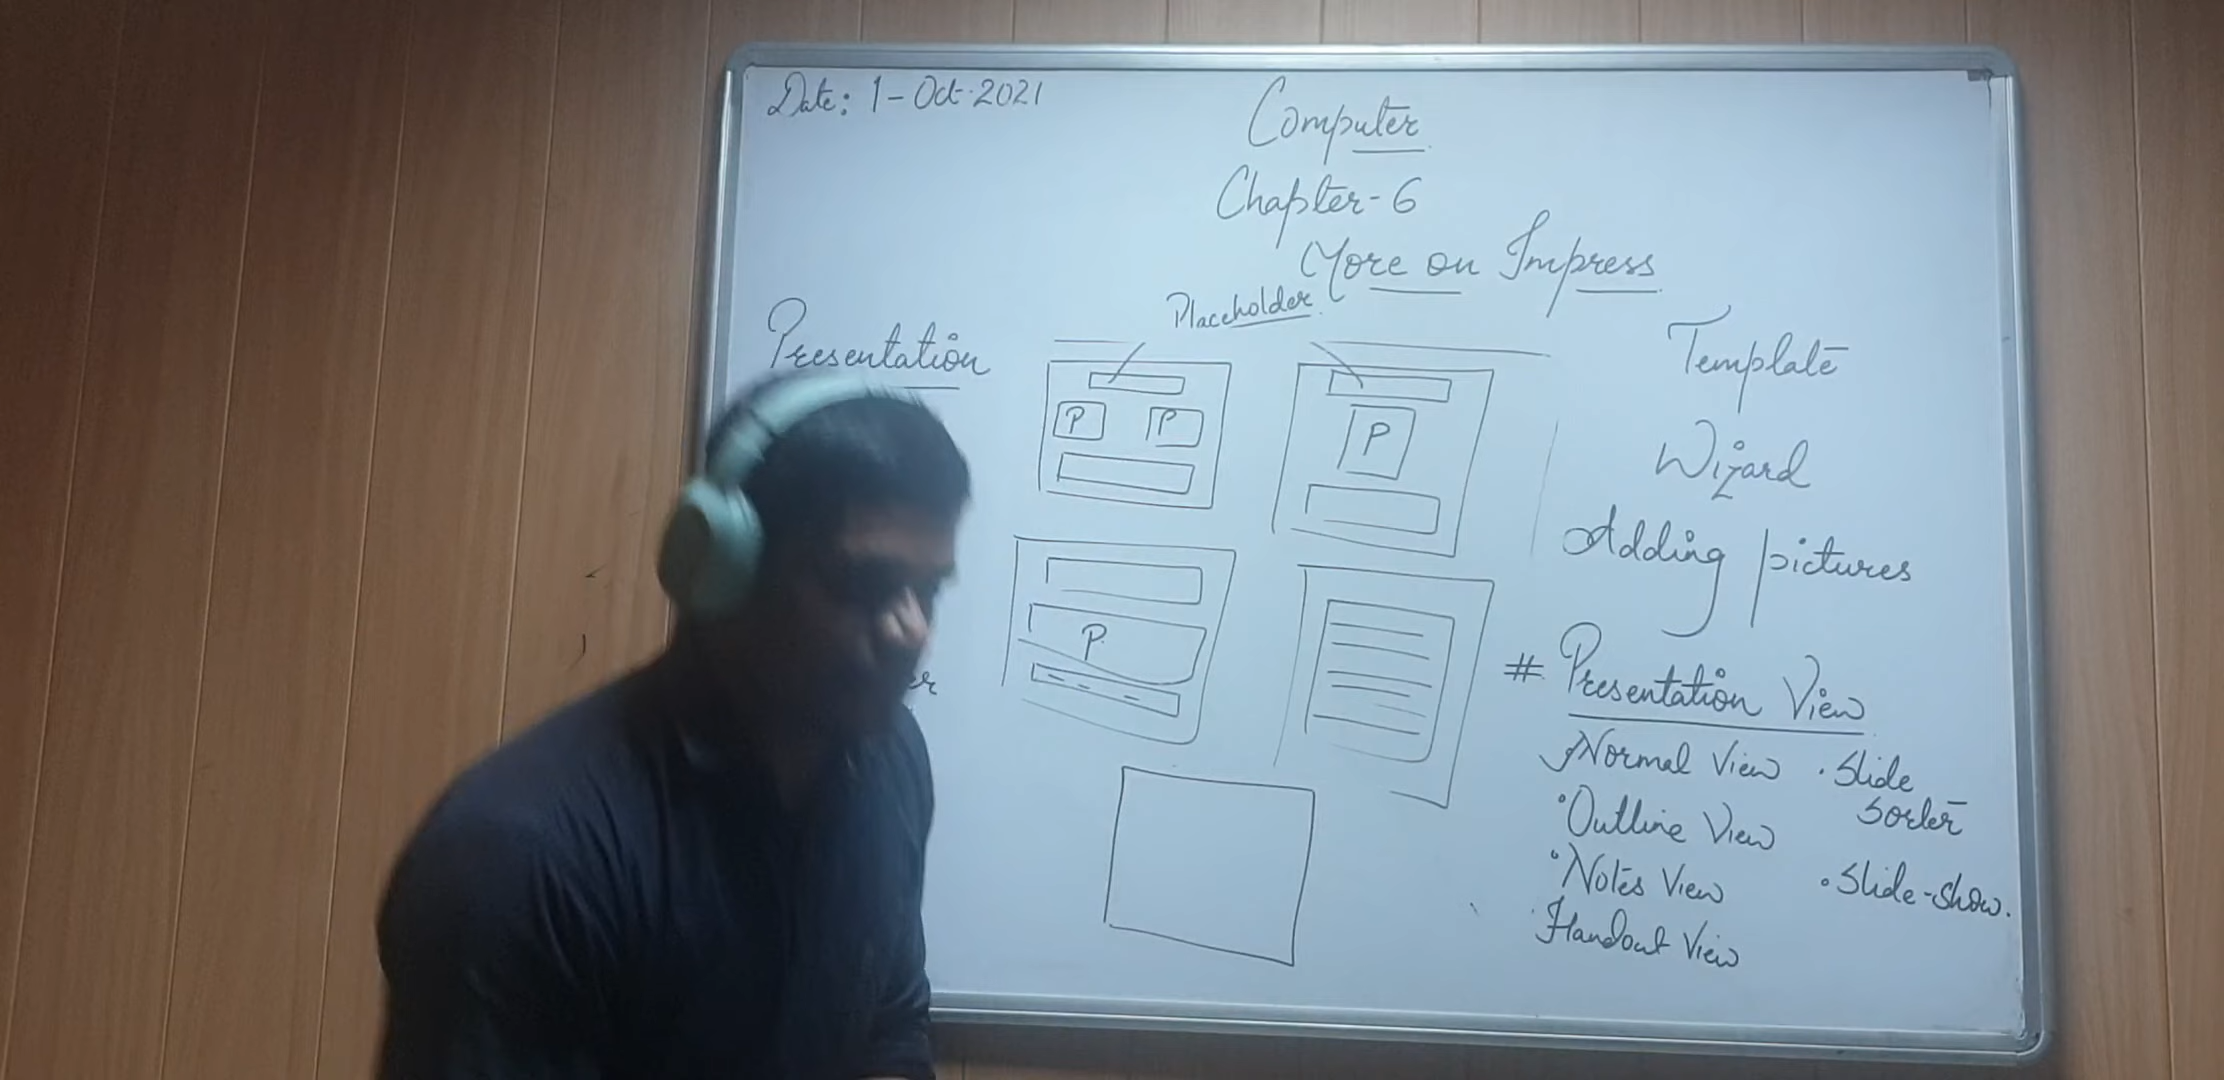 Date: 1-Oct-2021
Computer
Chapter-6
More on Impress
Placeholder
Presentation
P P
P
P
Template
Wizard
Adding pictures
# Presentation View
Normal View
• Outline View
• Notes View
Handout View
• Slide
Sorter
• Slide-show.